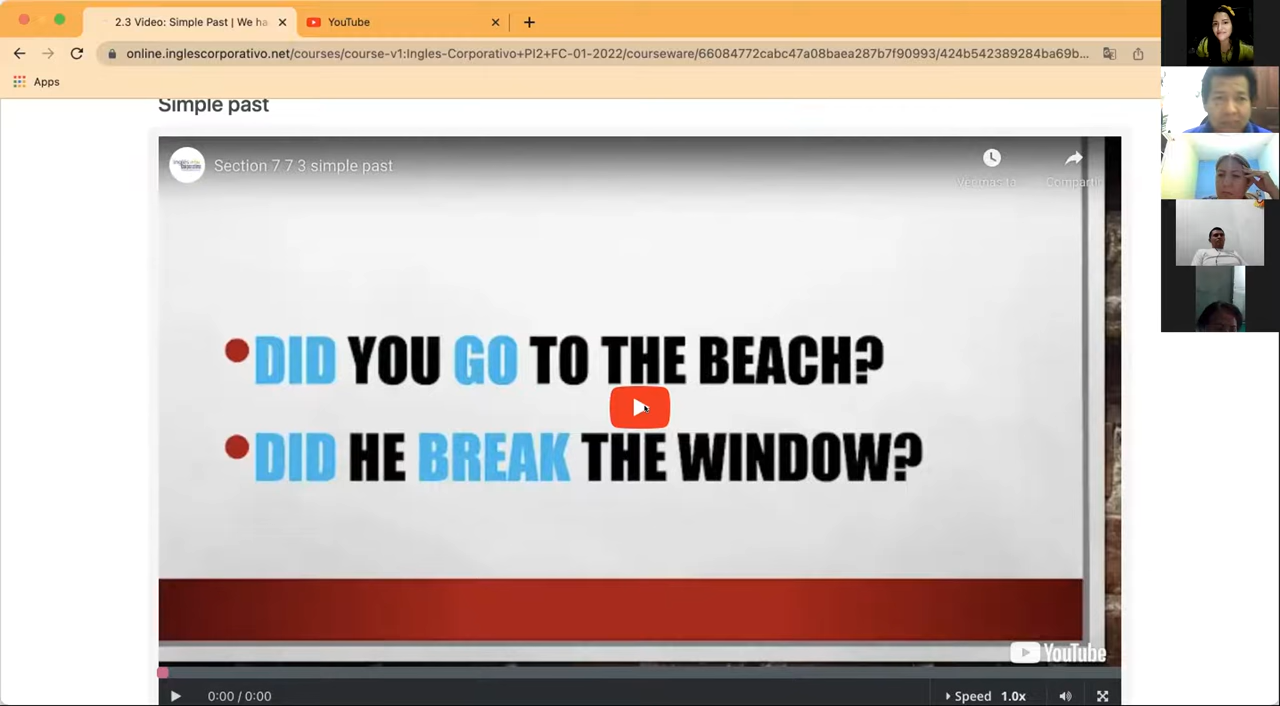 2.3 Video: Simple Past | We ha
YouTube
online.inglescorporativo.net/courses/course-v1:Ingles-Corporativo+PI2+FC-01-2022/courseware/66084772cabc47a08baea287b7f90993/424b542389284ba69b...
Apps
Simple past
Section 7 7 3 simple past
Compartir
DID YOU GO TO THE BEACH?
DID HE BREAK THE WINDOW?
YouTube
0:00 / 0:00
Speed 1.0x